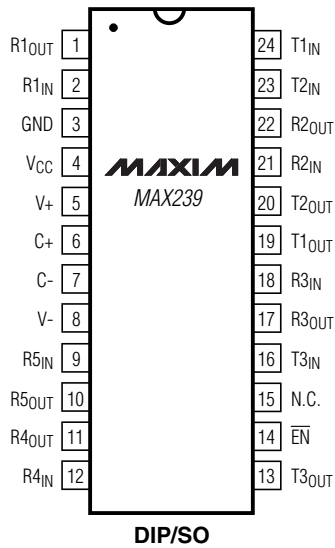 R1OUT 1 24 T1IN
R1IN 2 23 T2IN
GND 3 22 R2OUT
VCC 4 MAXIM 21 R2IN
V+ 5 MAX239 20 T2OUT
C+ 6 19 T1OUT
C- 7 18 R3IN
V- 8 17 R3OUT
R5IN 9 16 T3IN
R5OUT 10 15 N.C.
R4OUT 11 14 E̅N̅
R4IN 12 13 T3OUT
DIP/SO